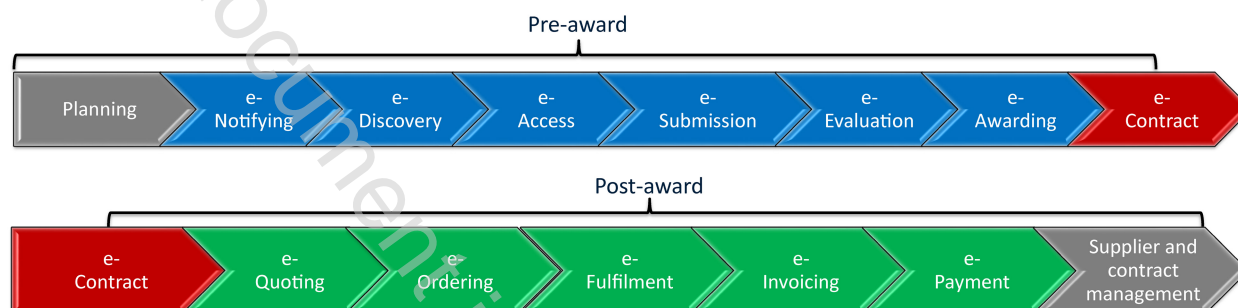 Pre-award
Planning
e-
Notifying
e-
Discovery
e-
Access
e-
Submission
e-
Evaluation
e-
Awarding
e-
Contract
Post-award
e-
Contract
e-
Quoting
e-
Ordering
e-
Fulfilment
e-
Invoicing
e-
Payment
Supplier and
contract
management